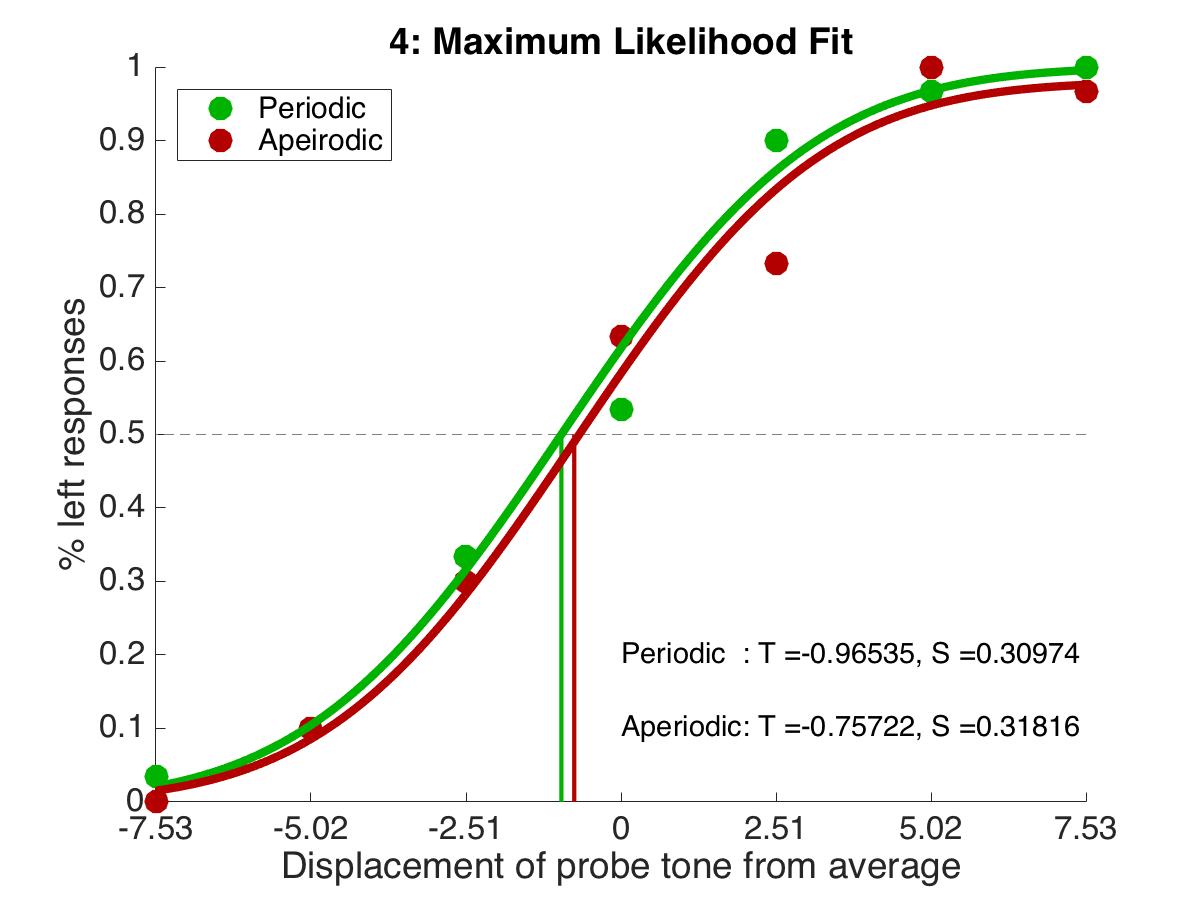 4: Maximum Likelihood Fit
1
Periodic
Apeirodic
0.9
0.8
0.7
0.6
0.5
0.4
0.3
0.2
0.1
0
% left responses
Periodic : T =-0.96535, S =0.30974
Aperiodic: T =-0.75722, S =0.31816
-7.53 -5.02 -2.51 0 2.51 5.02 7.53
Displacement of probe tone from average